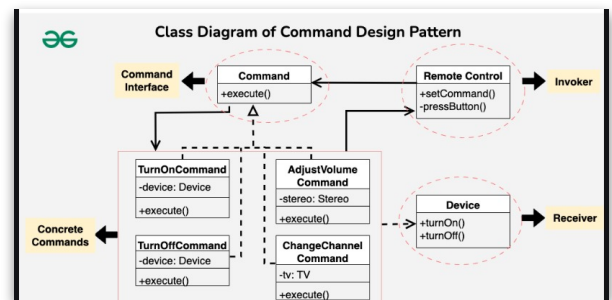 Class Diagram of Command Design Pattern
Command
Interface
Command
+execute()
Remote Control
+setCommand()
-pressButton()
Invoker
TurnOnCommand
-device: Device
+execute()
AdjustVolume
Command
-stereo: Stereo
+execute()
Device
+turnOn()
+turnOff()
Receiver
Concrete
Commands
TurnOffCommand
-device: Device
+execute()
ChangeChannel
Command
-tv: TV
+execute()